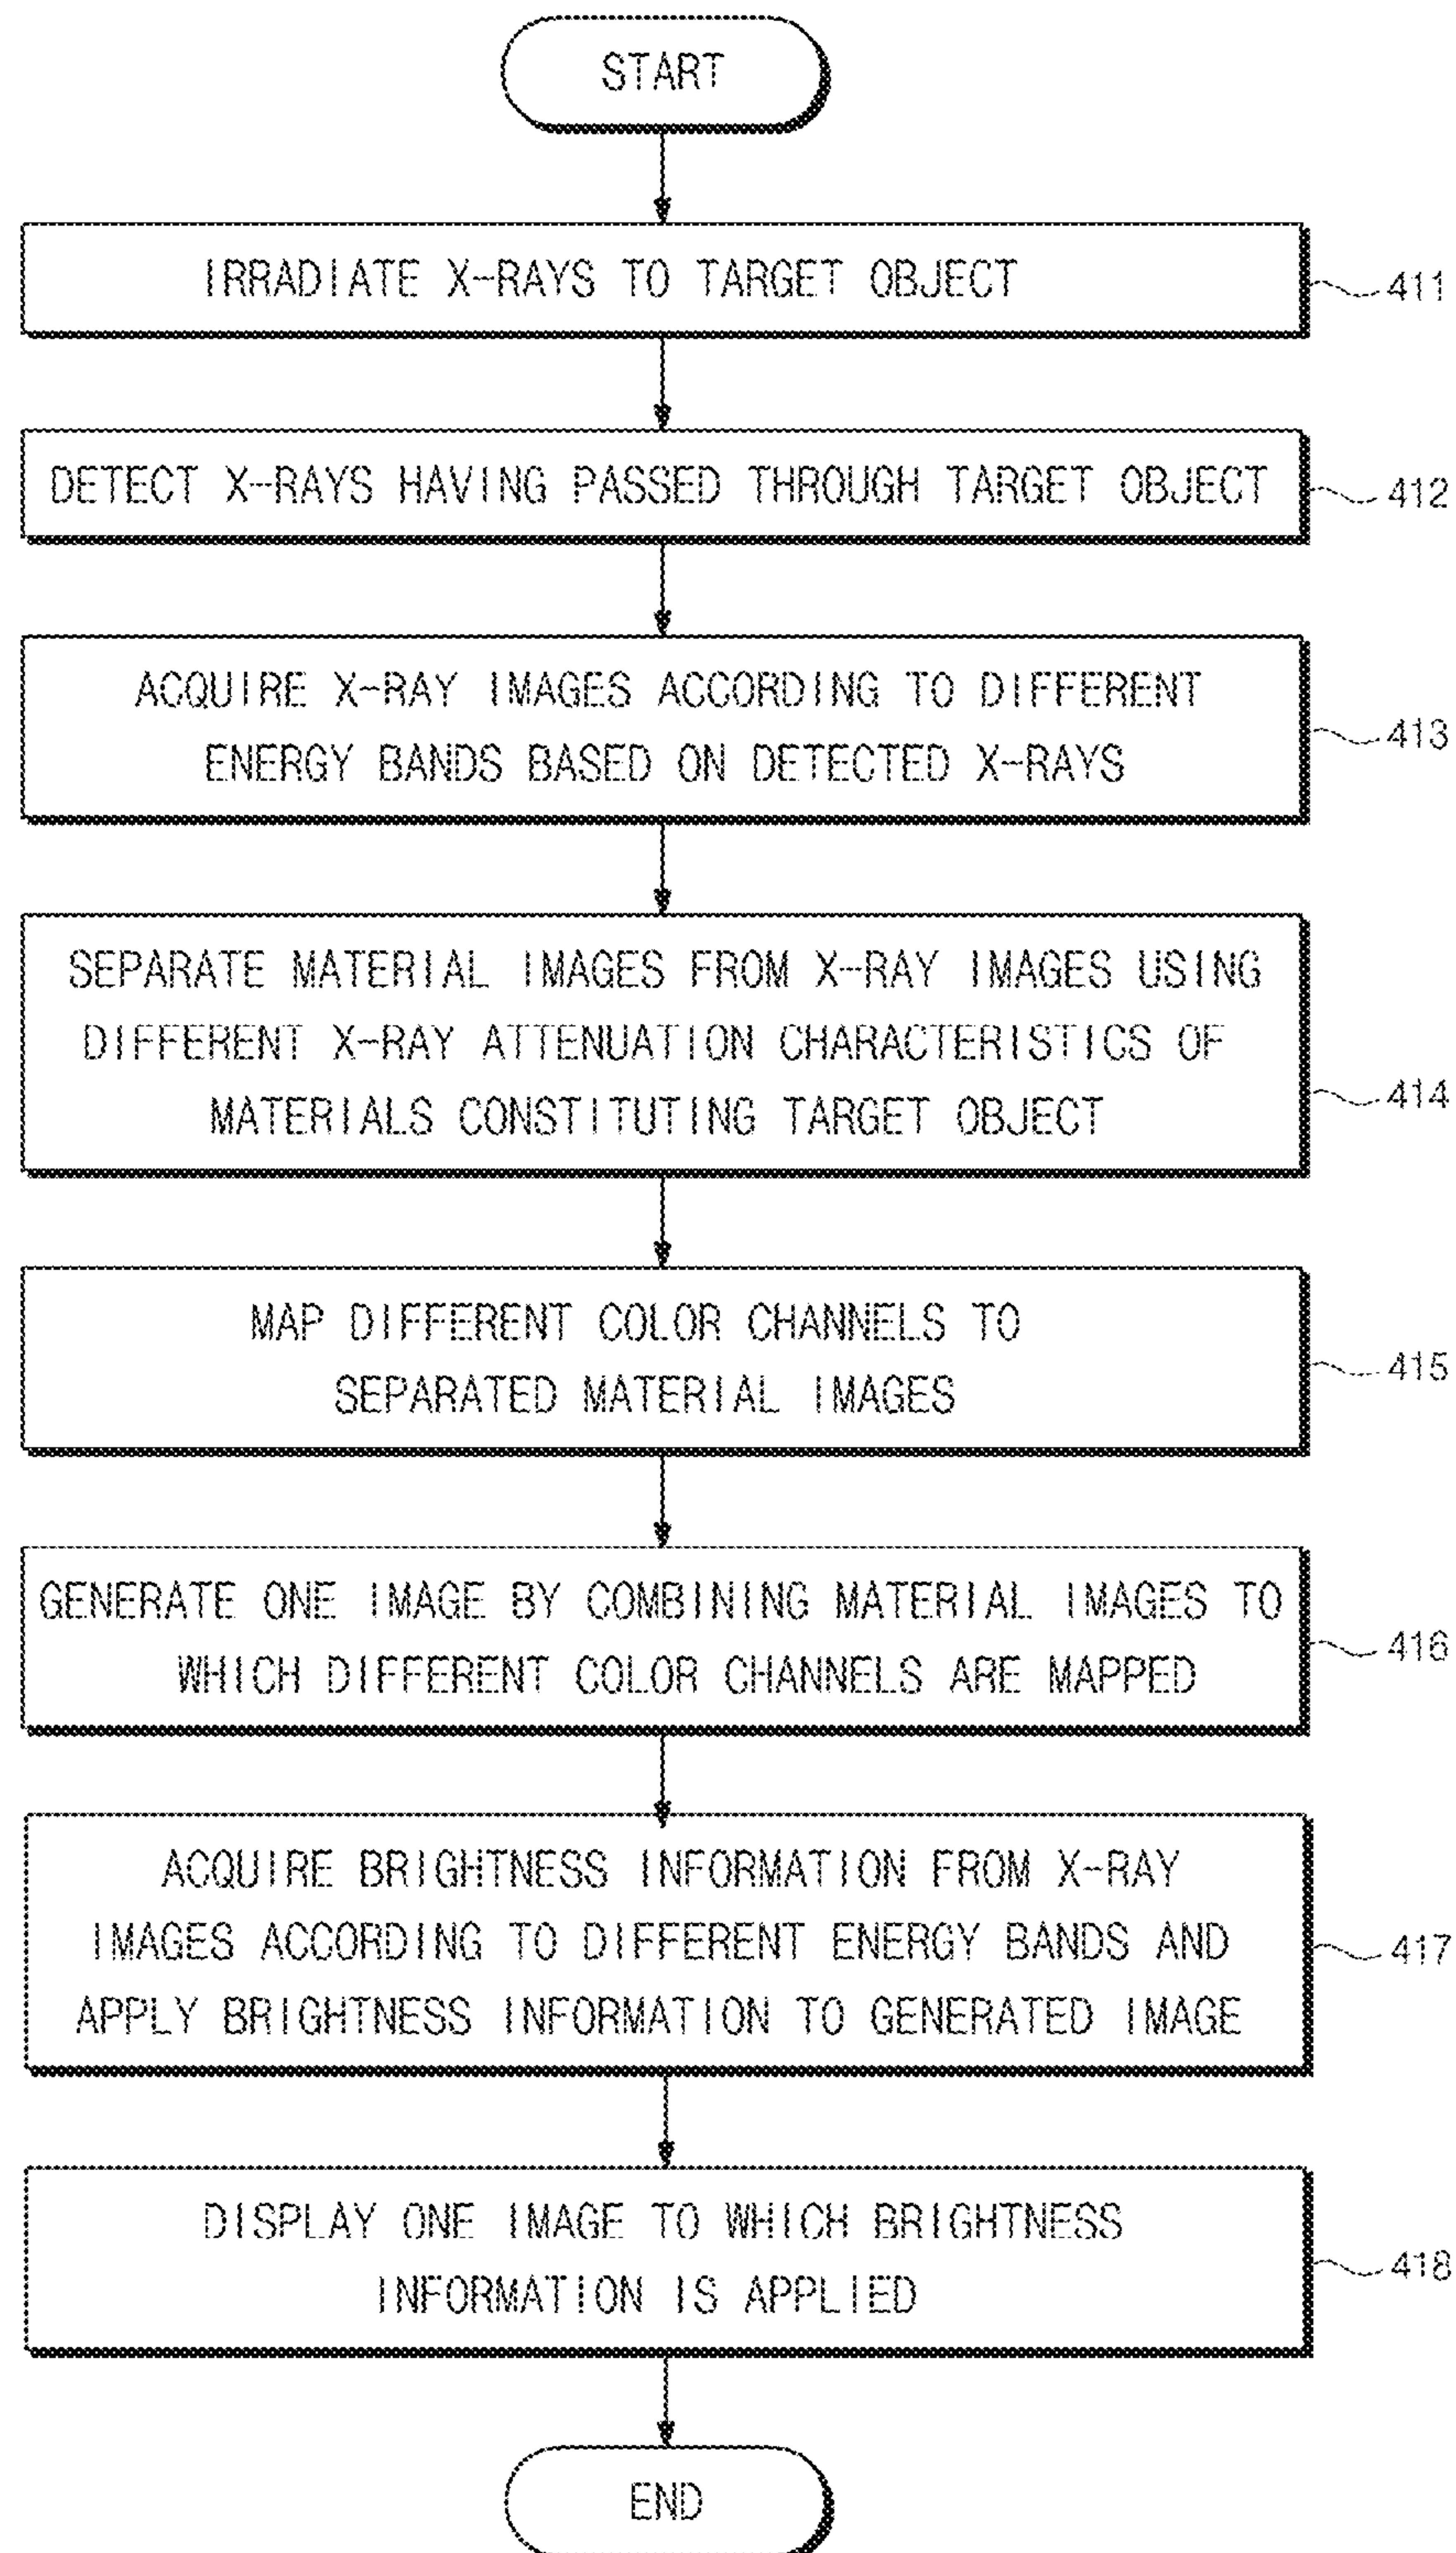 START
IRRADIATE X-RAYS TO TARGET OBJECT
411
DETECT X-RAYS HAVING PASSED THROUGH TARGET OBJECT
412
ACQUIRE X-RAY IMAGES ACCORDING TO DIFFERENT
ENERGY BANDS BASED ON DETECTED X-RAYS
413
SEPARATE MATERIAL IMAGES FROM X-RAY IMAGES USING
DIFFERENT X-RAY ATTENUATION CHARACTERISTICS OF
MATERIALS CONSTITUTING TARGET OBJECT
414
MAP DIFFERENT COLOR CHANNELS TO
SEPARATED MATERIAL IMAGES
415
GENERATE ONE IMAGE BY COMBINING MATERIAL IMAGES TO
WHICH DIFFERENT COLOR CHANNELS ARE MAPPED
416
ACQUIRE BRIGHTNESS INFORMATION FROM X-RAY
IMAGES ACCORDING TO DIFFERENT ENERGY BANDS AND
APPLY BRIGHTNESS INFORMATION TO GENERATED IMAGE
417
DISPLAY ONE IMAGE TO WHICH BRIGHTNESS
INFORMATION IS APPLIED
418
END